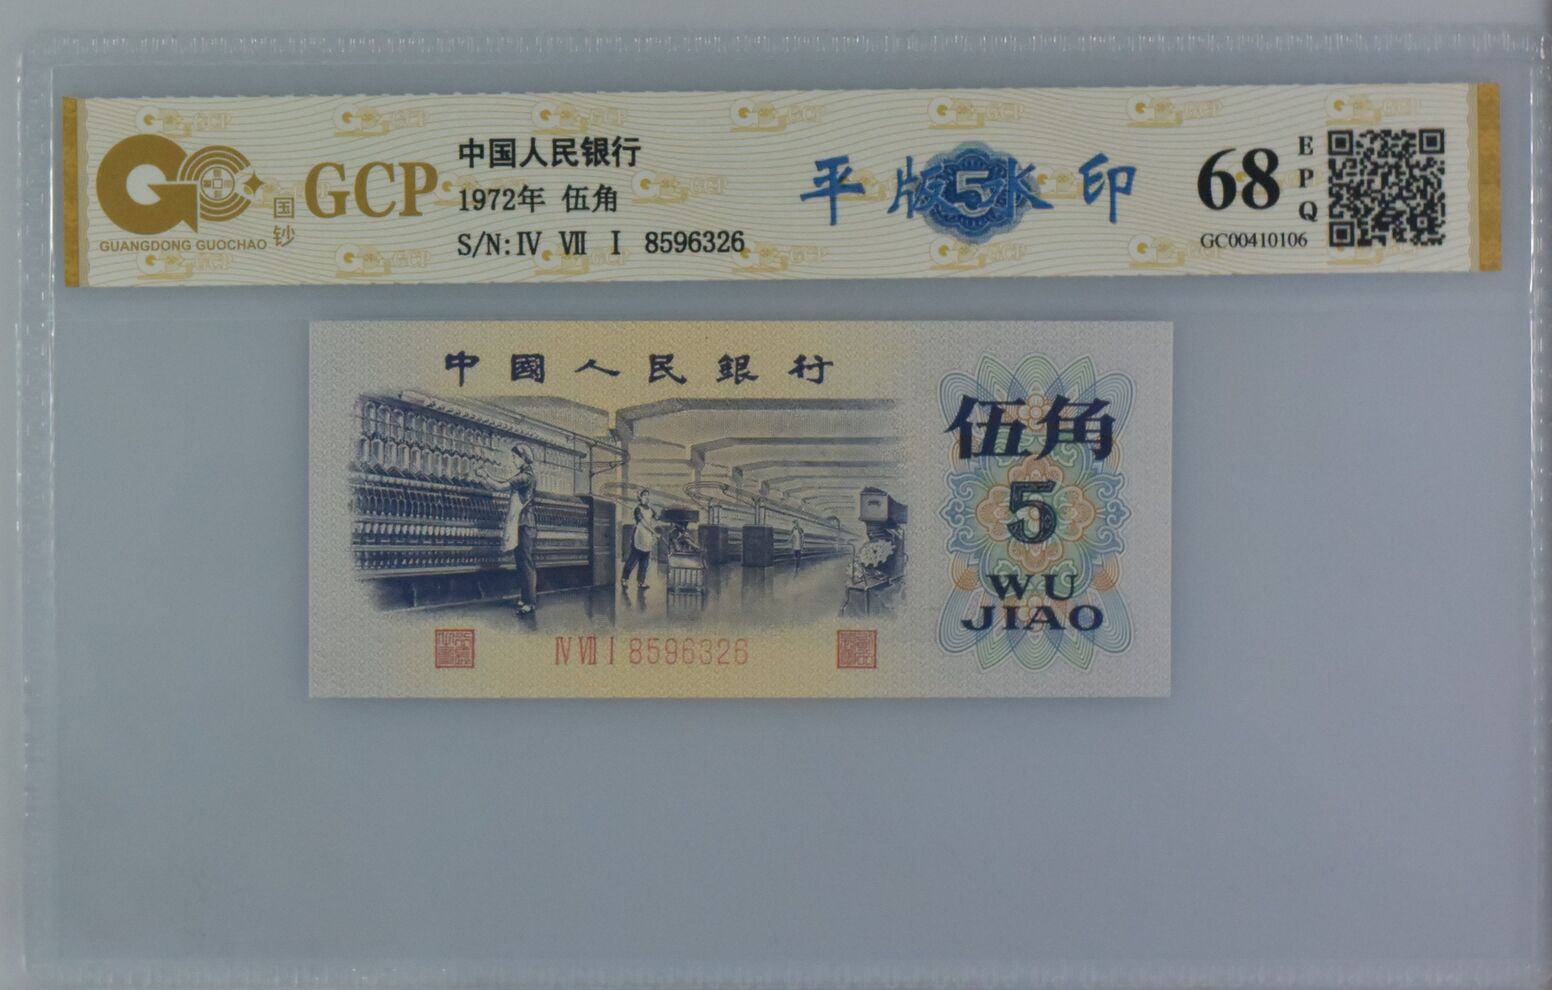 GUANGDONG GUOCHAO
国钞
GCP
中国人民银行
1972年 伍角
S/N:Ⅳ Ⅶ Ⅰ 8596326
平版5水印
68
EPQ
GC00410106
中國人民銀行
伍角
5
WU
JIAO
Ⅳ Ⅶ Ⅰ 8596326